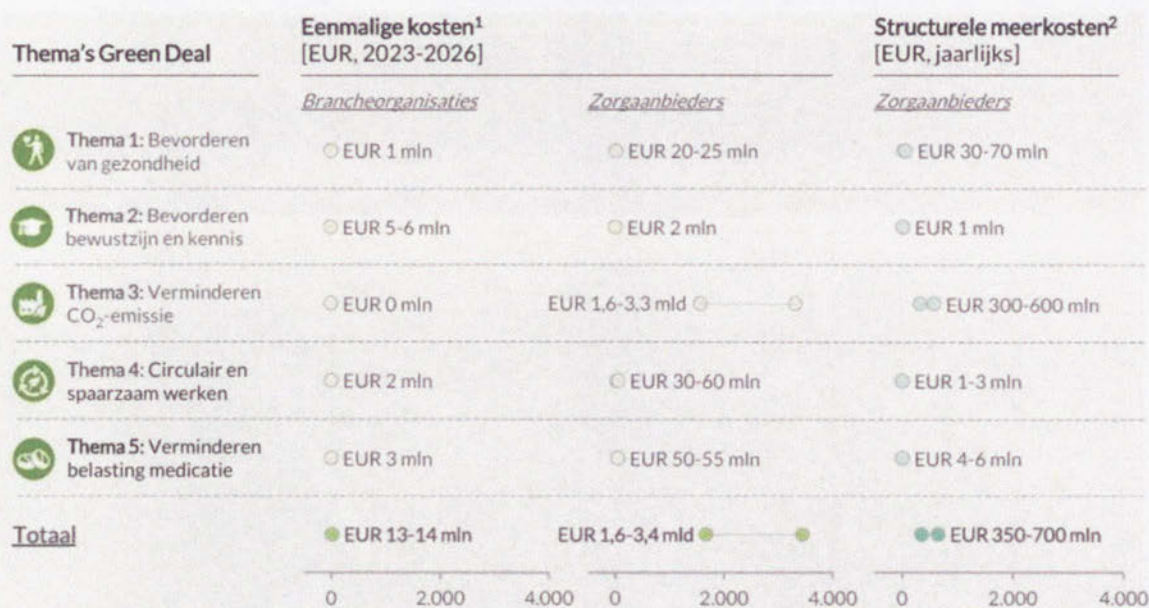 Thema's Green Deal
Eenmalige kosten¹
[EUR, 2023-2026]
Structurele meerkosten²
[EUR, jaarlijks]
Brancheorganisaties
Zorgaanbieders
Zorgaanbieders
Thema 1: Bevorderen
van gezondheid
EUR 1 mln
EUR 20-25 mln
EUR 30-70 mln
Thema 2: Bevorderen
bewustzijn en kennis
EUR 5-6 mln
EUR 2 mln
EUR 1 mln
Thema 3: Verminderen
CO₂-emissie
EUR 0 mln
EUR 1,6-3,3 mld
EUR 300-600 mln
Thema 4: Circulair en
spaarzaam werken
EUR 2 mln
EUR 30-60 mln
EUR 1-3 mln
Thema 5: Verminderen
belasting medicatie
EUR 3 mln
EUR 50-55 mln
EUR 4-6 mln
Totaal
EUR 13-14 mln
EUR 1,6-3,4 mld
EUR 350-700 mln
0 2.000 4.000
0 2.000 4.000
0 2.000 4.000